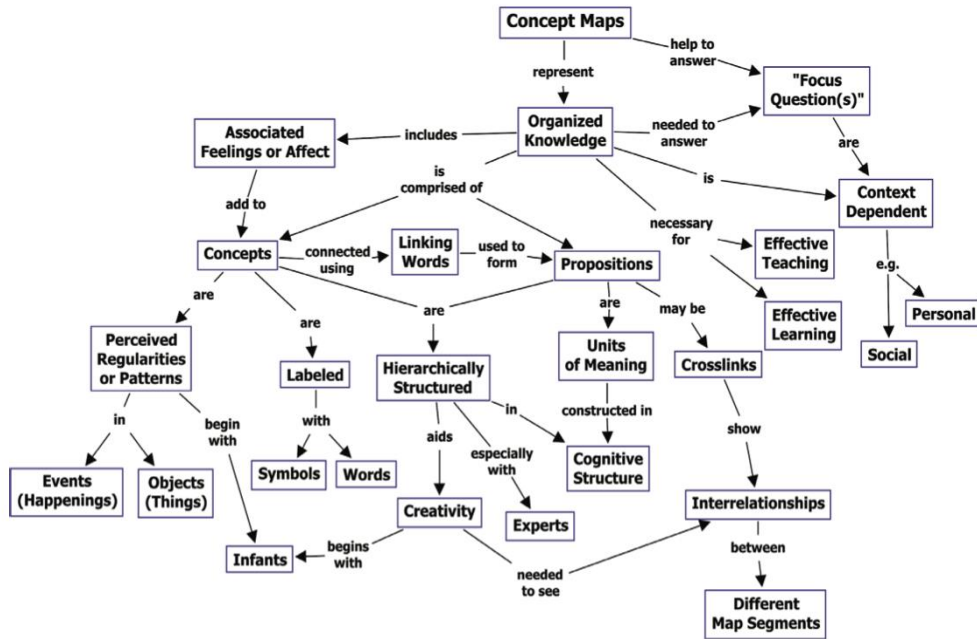 Concept Maps
help to
answer
represent
"Focus
Question(s)"
Organized
Knowledge
needed to
answer
includes
Associated
Feelings or Affect
are
is
is
comprised of
Context
Dependent
add to
necessary
for
Effective
Teaching
Concepts
connected
using
Linking
Words
used to
form
Propositions
e.g.
are
are
are
are
may be
Effective
Learning
Personal
Social
Perceived
Regularities
or Patterns
Labeled
Hierarchically
Structured
Units
of Meaning
Crosslinks
in
begin
with
with
aids
especially
with
in
constructed in
show
Events
(Happenings)
Objects
(Things)
Symbols
Words
Cognitive
Structure
Creativity
Experts
Interrelationships
Infants
begins
with
needed
to see
between
Different
Map Segments